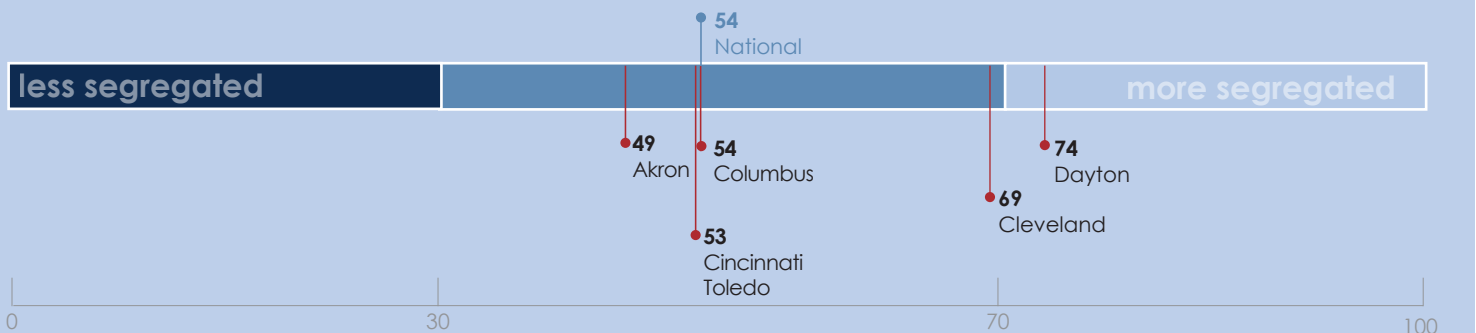 54
National
less segregated
more segregated
49
Akron
54
Columbus
74
Dayton
69
Cleveland
53
Cincinnati
Toledo
0
30
70
100